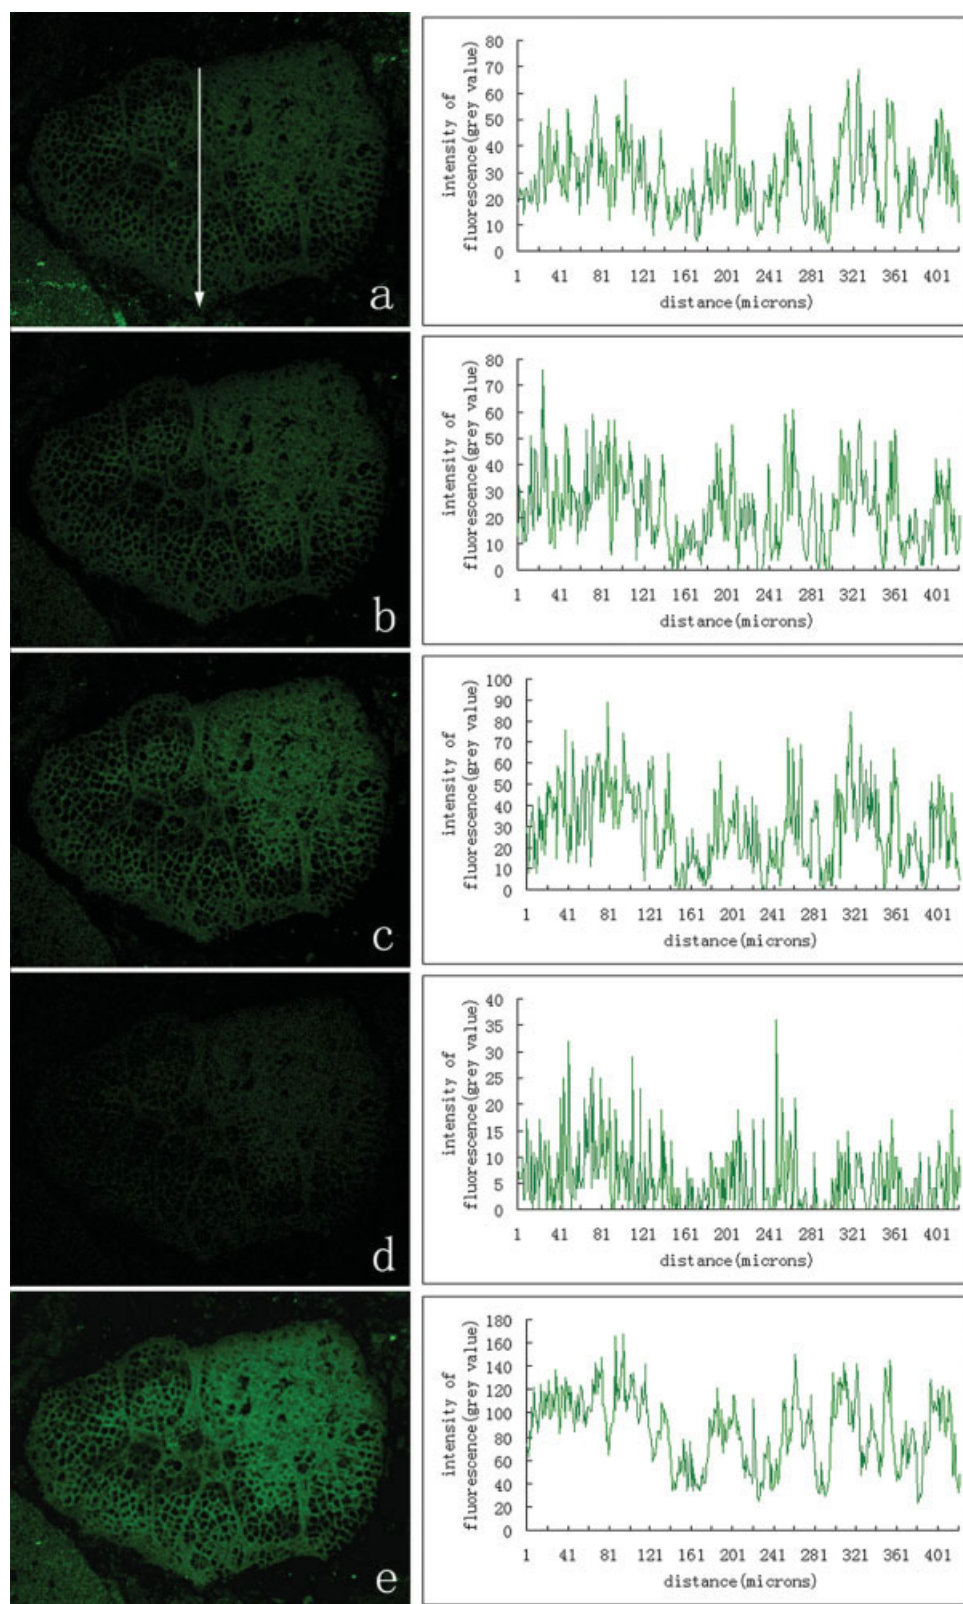 a
intensity of
fluorescence(grey value)
80
70
60
50
40
30
20
10
0
1 41 81 121 161 201 241 281 321 361 401
distance(microns)
b
intensity of
fluorescence(grey value)
80
70
60
50
40
30
20
10
0
1 41 81 121 161 201 241 281 321 361 401
distance(microns)
c
intensity of
fluorescence(grey value)
100
90
80
70
60
50
40
30
20
10
0
1 41 81 121 161 201 241 281 321 361 401
distance(microns)
d
intensity of
fluorescence(grey value)
40
35
30
25
20
15
10
5
0
1 41 81 121 161 201 241 281 321 361 401
distance(microns)
e
intensity of
fluorescence(grey value)
180
160
140
120
100
80
60
40
20
0
1 41 81 121 161 201 241 281 321 361 401
distance(microns)